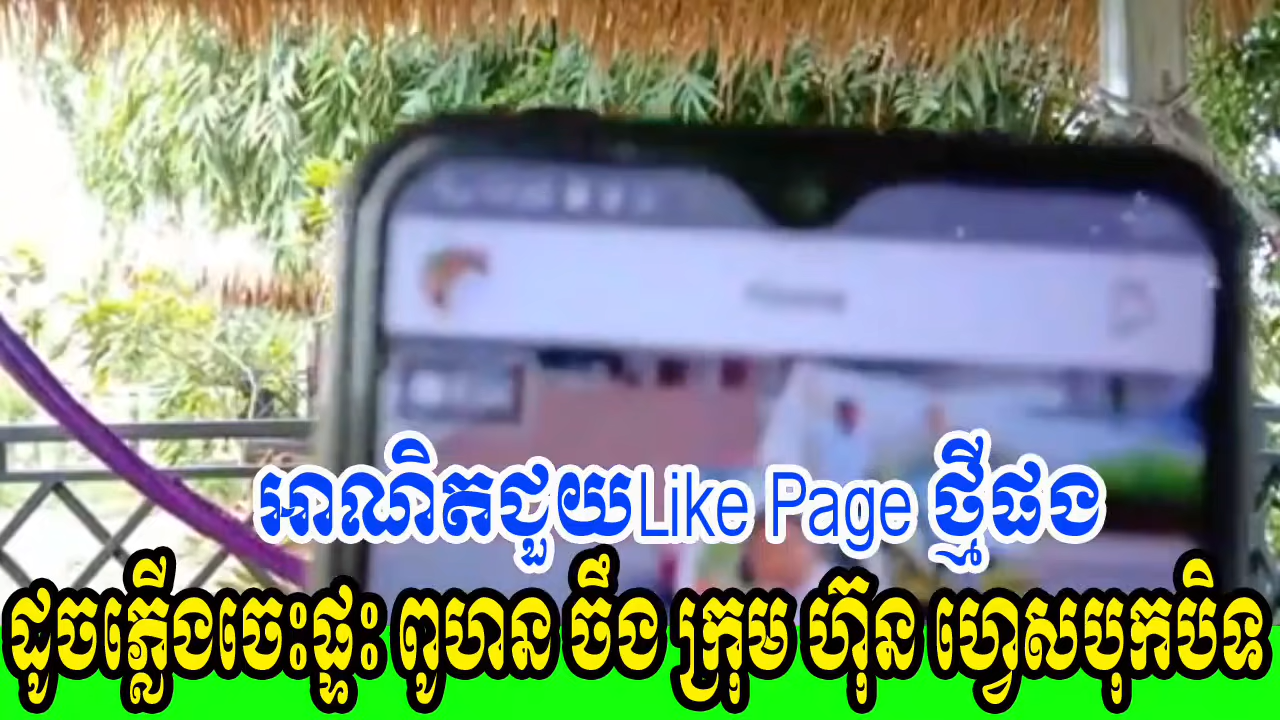 អាណិតជួយLike Page ថ្មីផង
ដូចភ្លើងចេះផ្ទះ ពូហាន ចឹង ក្រុម ហ៊ុន ហ្វេសបុកបិទ